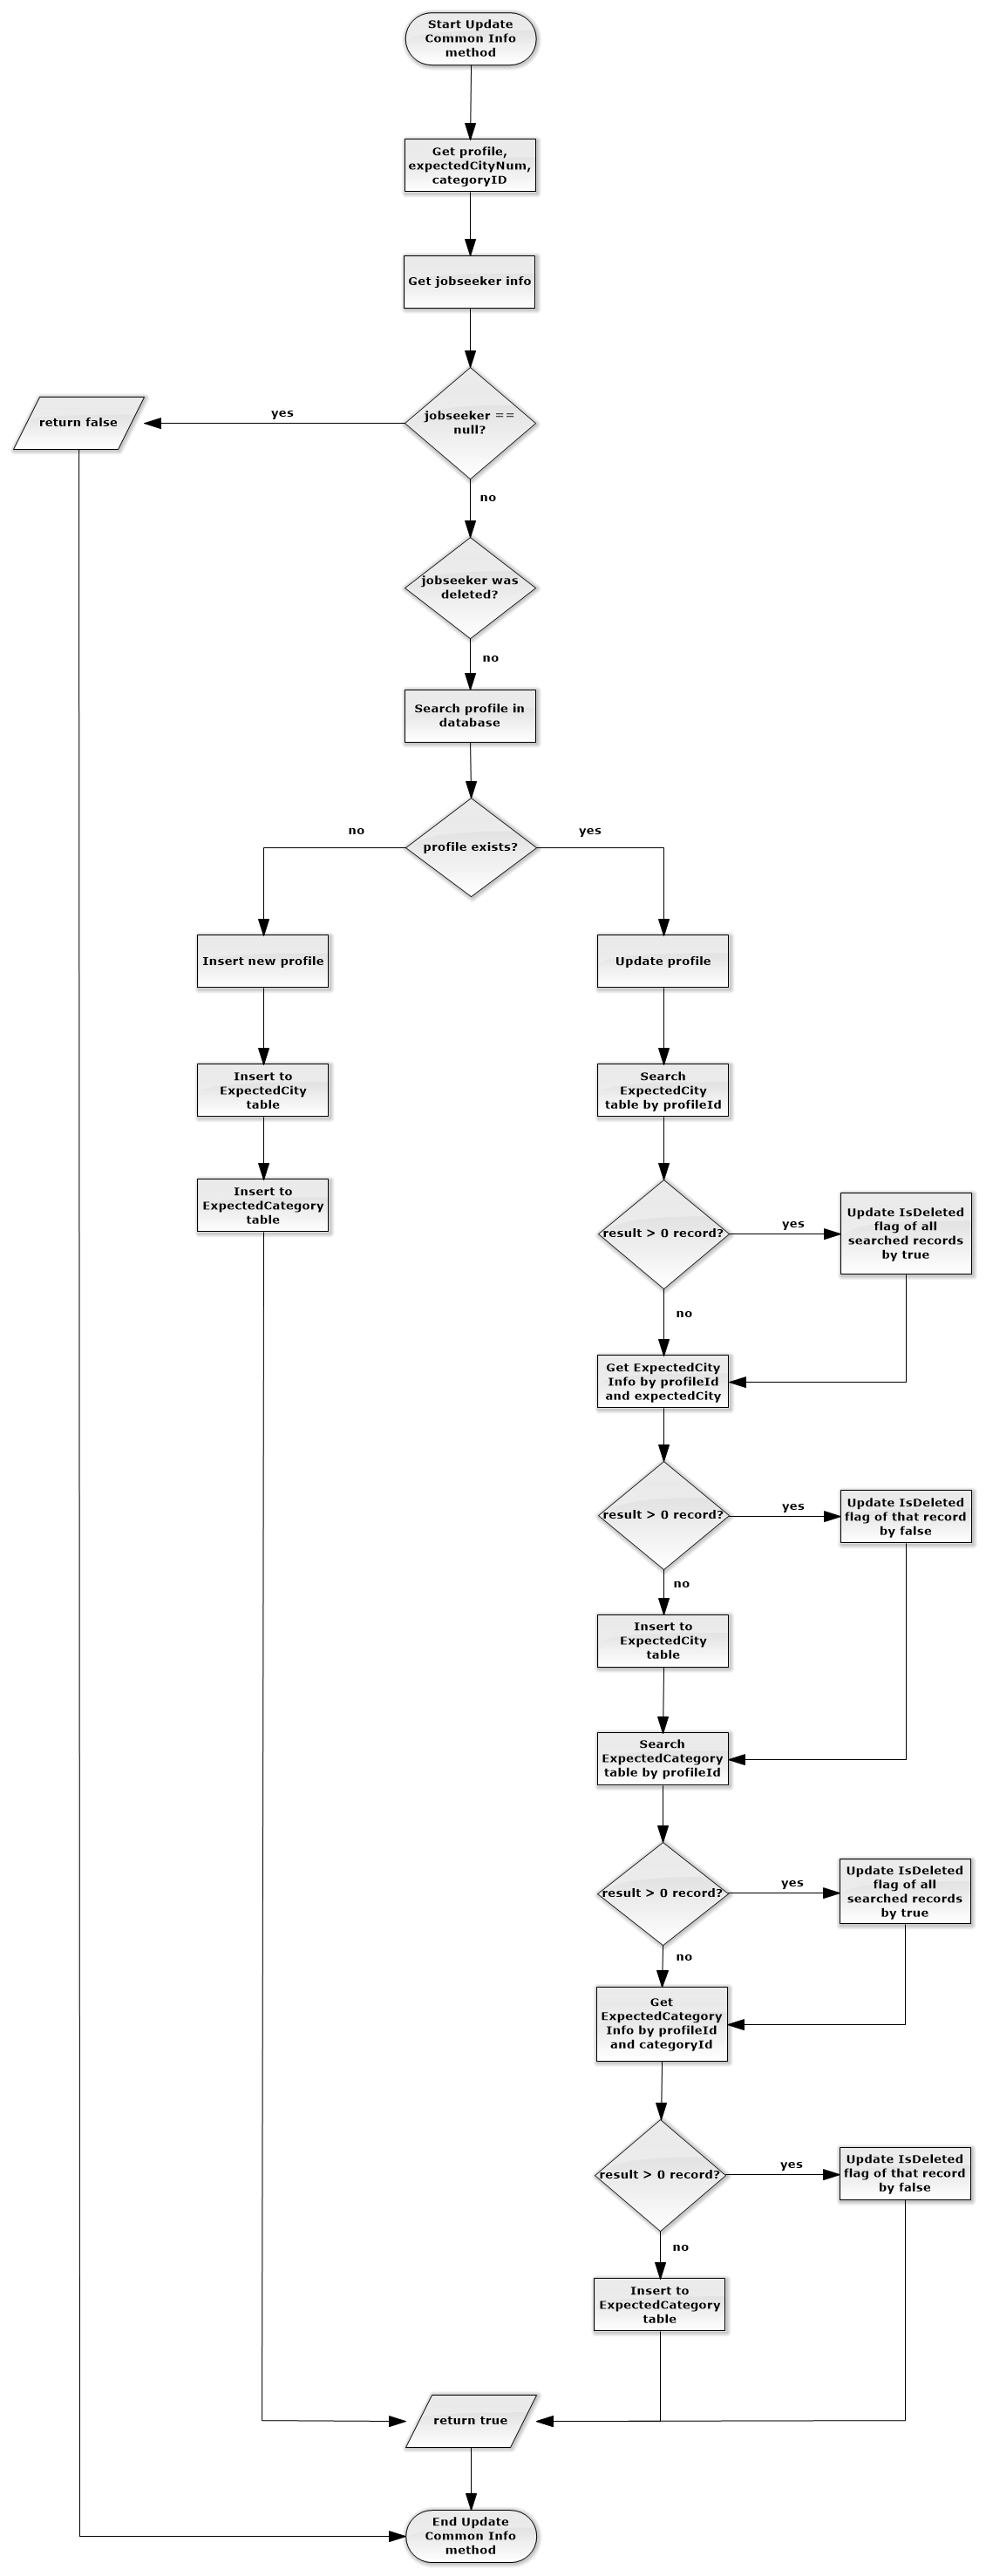 Start Update
Common Info
method
Get profile,
expectedCityNum,
categoryID
Get jobseeker info
jobseeker ==
null?
yes
return false
no
jobseeker was
deleted?
no
Search profile in
database
profile exists?
no
yes
Insert new profile
Update profile
Insert to
ExpectedCity
table
Search
ExpectedCity
table by profileId
Insert to
ExpectedCategory
table
result > 0 record?
yes
Update IsDeleted
flag of all
searched records
by true
no
Get ExpectedCity
Info by profileId
and expectedCity
result > 0 record?
yes
Update IsDeleted
flag of that record
by false
no
Insert to
ExpectedCity
table
Search
ExpectedCategory
table by profileId
result > 0 record?
yes
Update IsDeleted
flag of all
searched records
by true
no
Get
ExpectedCategory
Info by profileId
and categoryId
result > 0 record?
yes
Update IsDeleted
flag of that record
by false
no
Insert to
ExpectedCategory
table
return true
End Update
Common Info
method